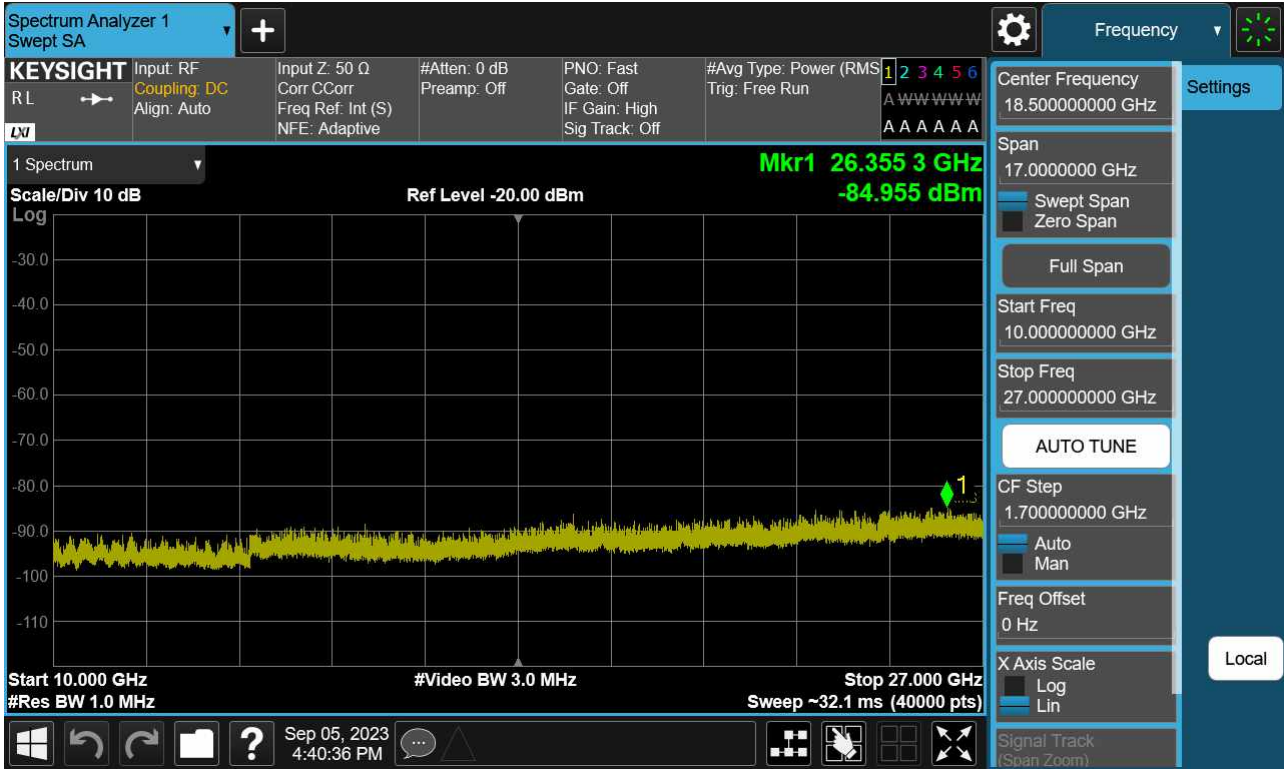 Spectrum Analyzer 1
Swept SA
+
Frequency
KEYSIGHT
R L
LXI
Input: RF
Coupling: DC
Align: Auto
Input Z: 50 Ω
Corr CCorr
Freq Ref: Int (S)
NFE: Adaptive
#Atten: 0 dB
Preamp: Off
PNO: Fast
Gate: Off
IF Gain: High
Sig Track: Off
#Avg Type: Power (RMS
Trig: Free Run
1 2 3 4 5 6
A W W W W W
A A A A A A
1 Spectrum
Scale/Div 10 dB
Log
Ref Level -20.00 dBm
Mkr1 26.355 3 GHz
-84.955 dBm
-30.0
-40.0
-50.0
-60.0
-70.0
-80.0
-90.0
-100
-110
1
Start 10.000 GHz
#Res BW 1.0 MHz
#Video BW 3.0 MHz
Stop 27.000 GHz
Sweep ~32.1 ms (40000 pts)
Center Frequency
18.500000000 GHz
Span
17.0000000 GHz
Swept Span
Zero Span
Full Span
Start Freq
10.000000000 GHz
Stop Freq
27.000000000 GHz
AUTO TUNE
CF Step
1.700000000 GHz
Auto
Man
Freq Offset
0 Hz
X Axis Scale
Log
Lin
Signal Track
(Span Zoom)
Settings
Local
?
Sep 05, 2023
4:40:36 PM